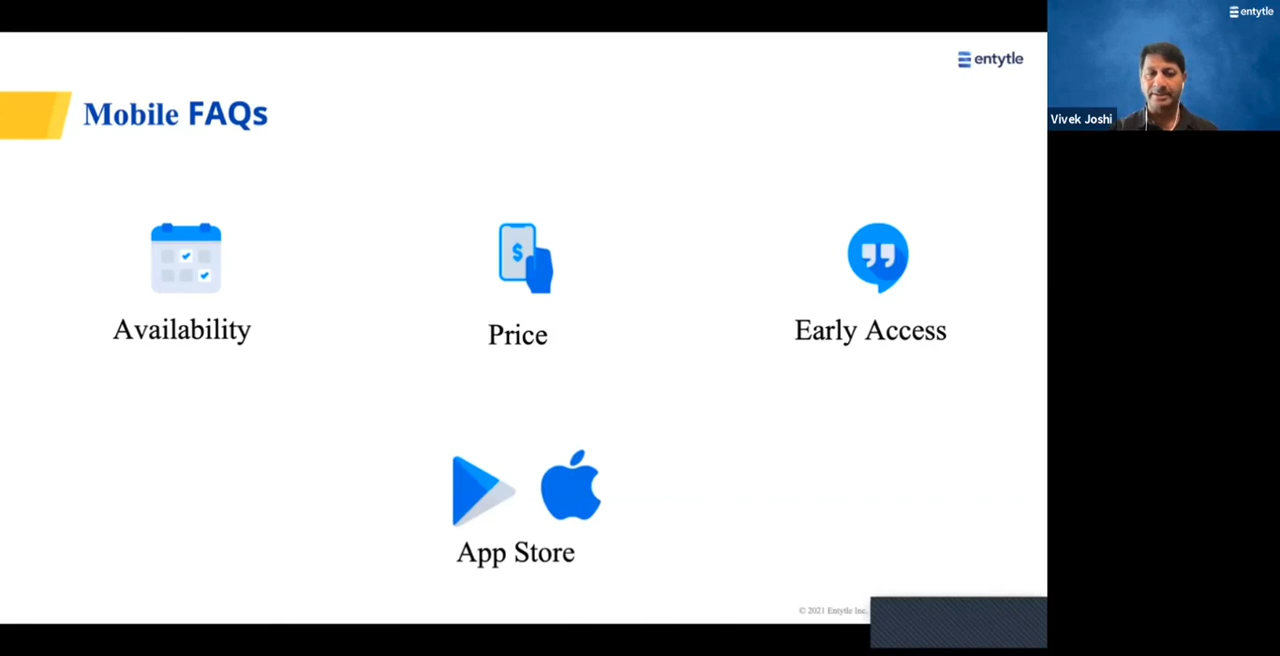 entytle
entytle
Mobile FAQs
Vivek Joshi
$
Availability
Price
Early Access
App Store
© 2021 Entytle Inc.